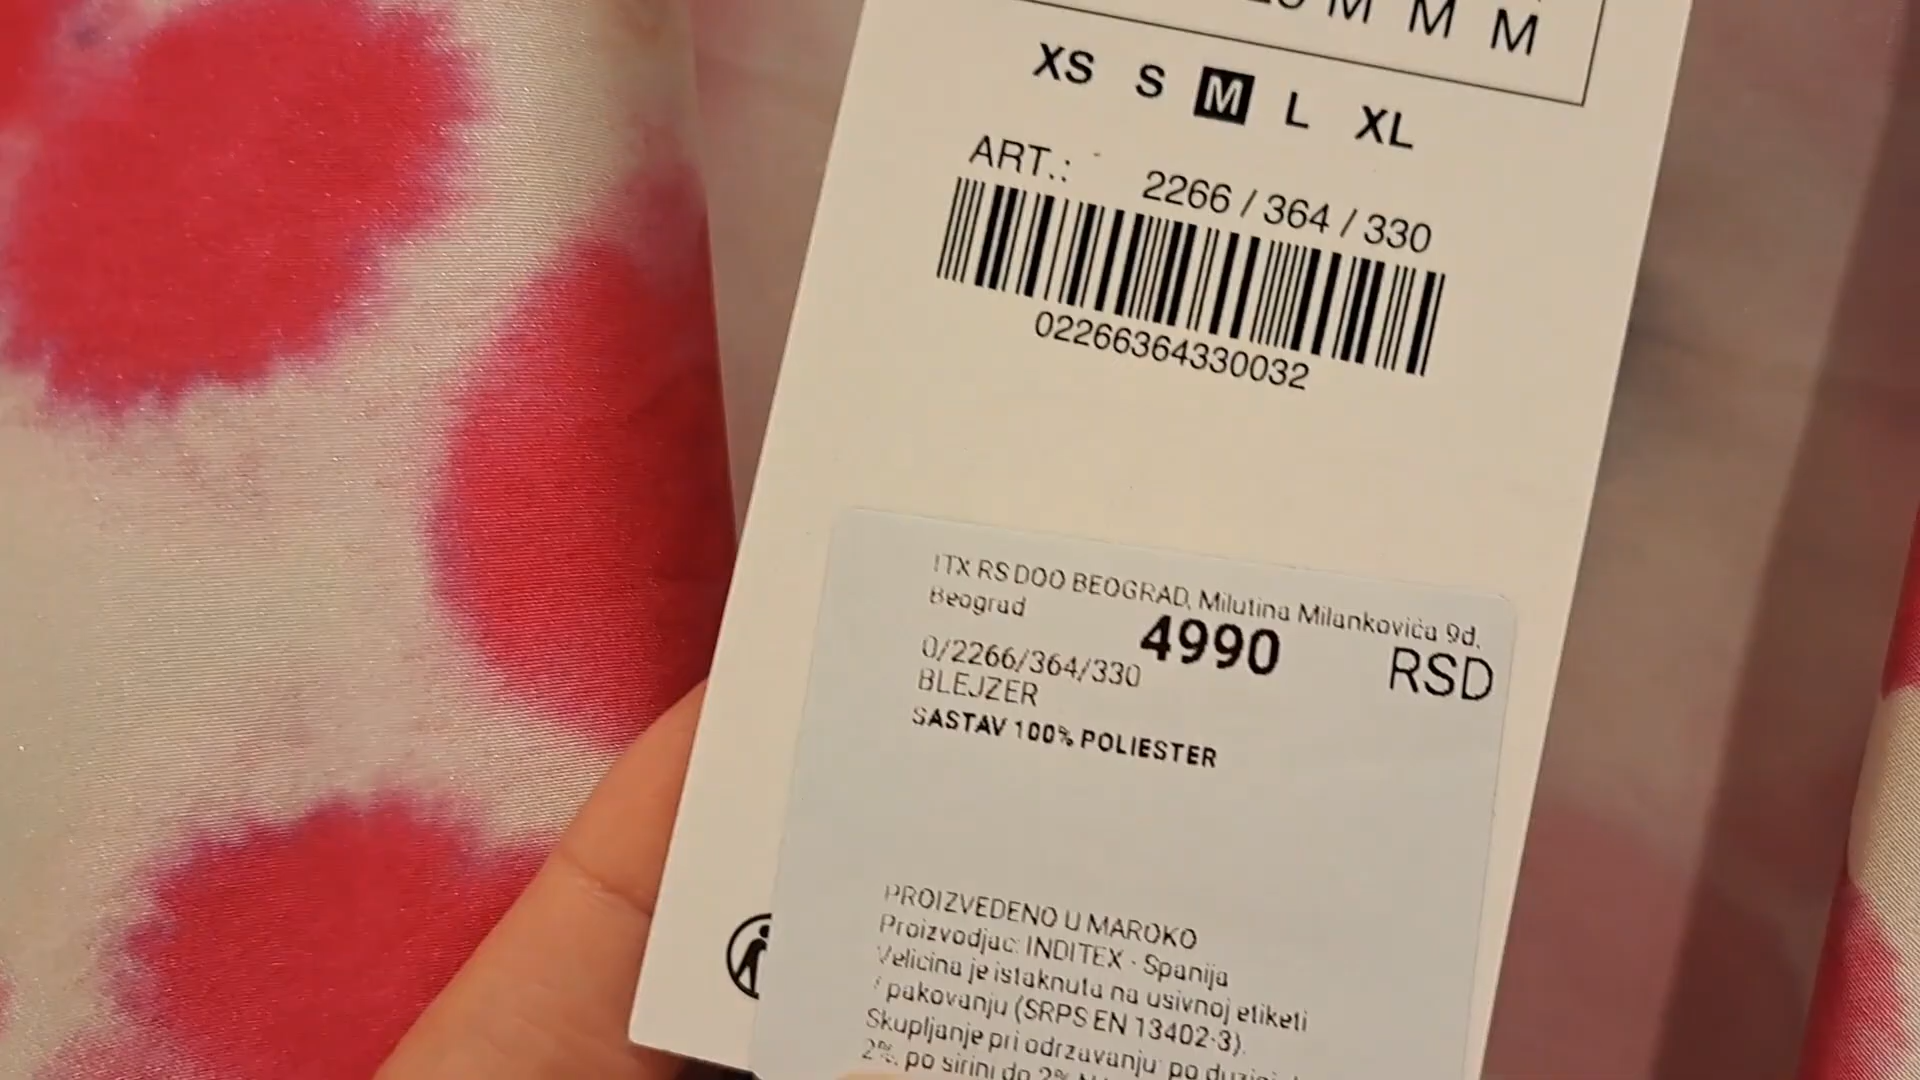 M M M
XS S M L XL
ART.: 2266 / 364 / 330
02266364330032
ITX RS DOO BEOGRAD, Milutina Milankovića 9d.
Beograd
4990 RSD
0/2266/364/330
BLEJZER
SASTAV 100% POLIESTER
PROIZVEDENO U MAROKO
Proizvodjac: INDITEX - Spanija
Velicina je istaknuta na usivnoj etiketi
/ pakovanju (SRPS EN 13402-3).
Skupljanje pri odrzavanju po
2%, po sirini do 2%